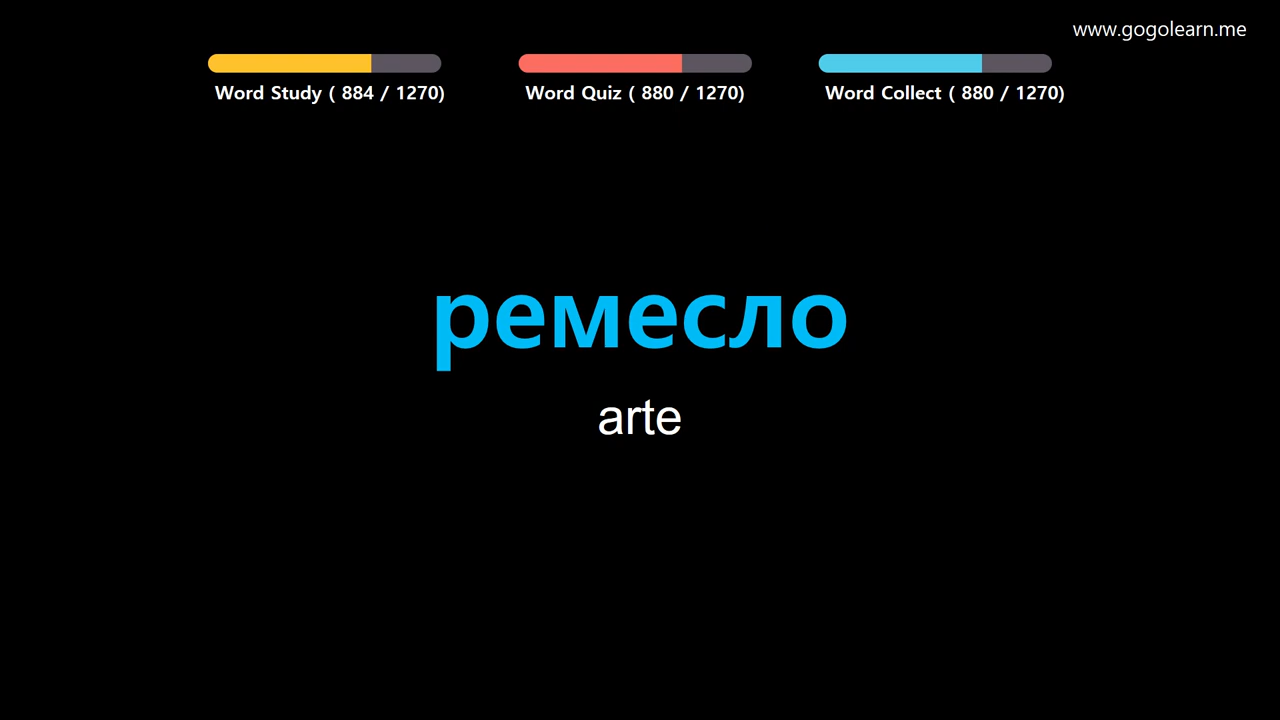 www.gogolearn.me
Word Study ( 884 / 1270)
Word Quiz ( 880 / 1270)
Word Collect ( 880 / 1270)
ремесло
arte